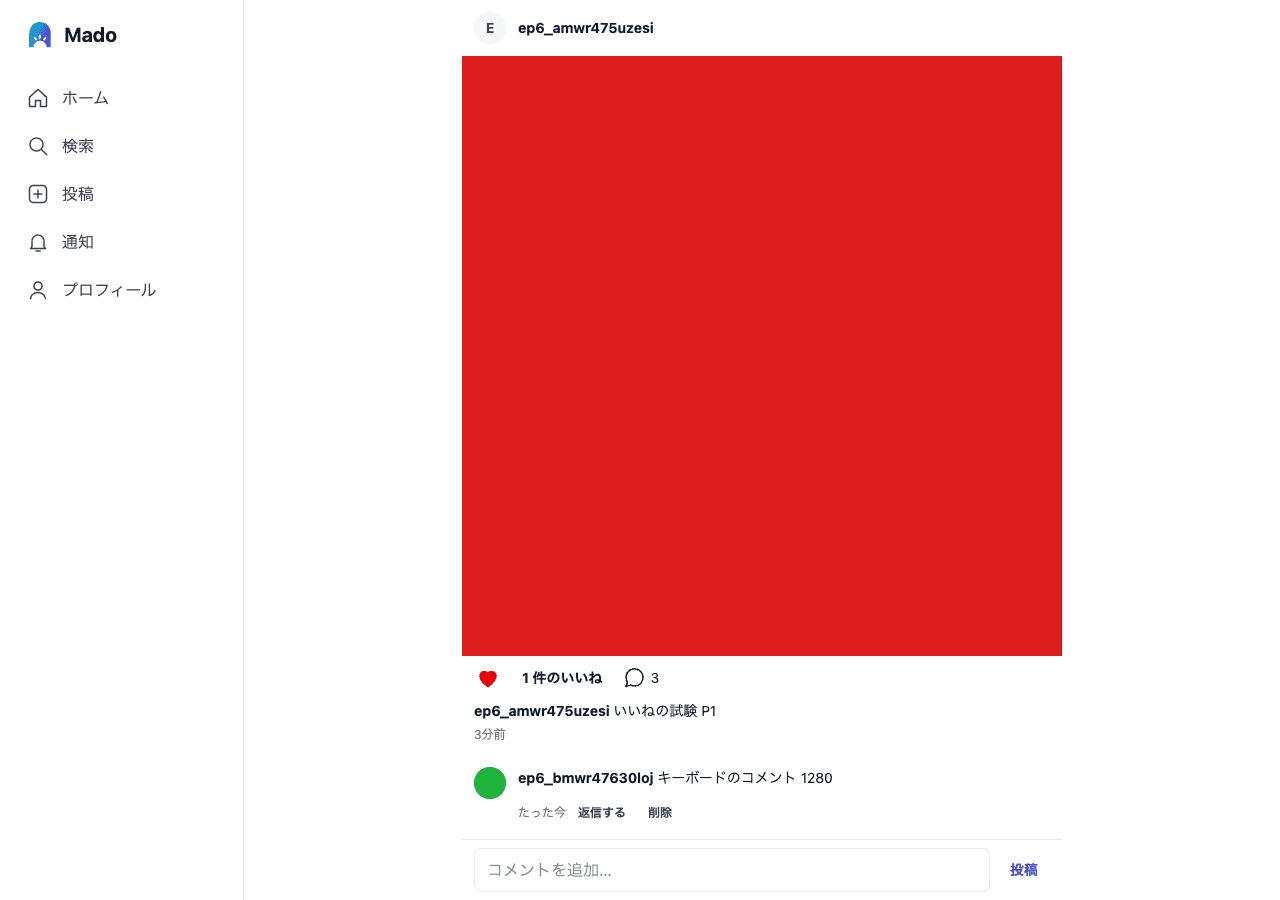 Mado
ホーム
検索
投稿
通知
プロフィール
E ep6_amwr475uzesi
1 件のいいね 3
ep6_amwr475uzesi いいねの試験 P1
3分前
ep6_bmwr47630loj キーボードのコメント 1280
たった今 返信する 削除
コメントを追加... 投稿